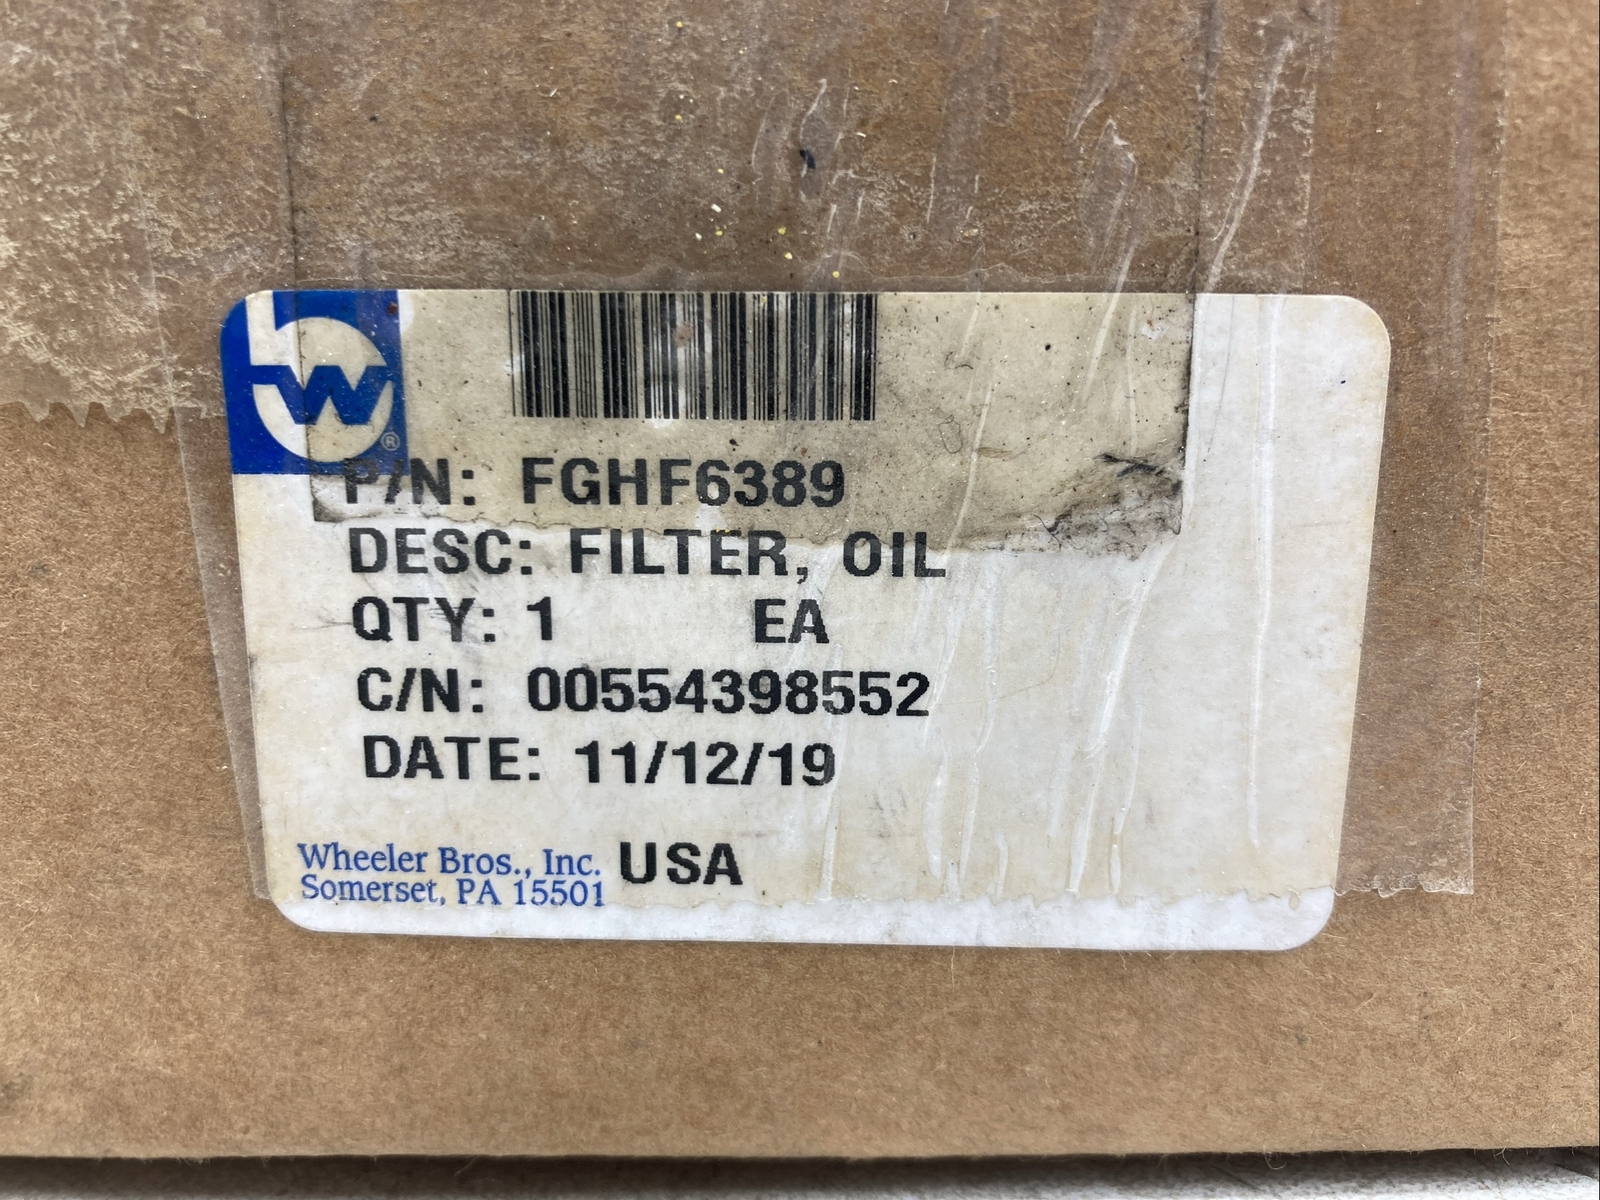 bw ®
P/N: FGHF6389
DESC: FILTER, OIL
QTY: 1 EA
C/N: 00554398552
DATE: 11/12/19
Wheeler Bros., Inc. USA
Somerset, PA 15501